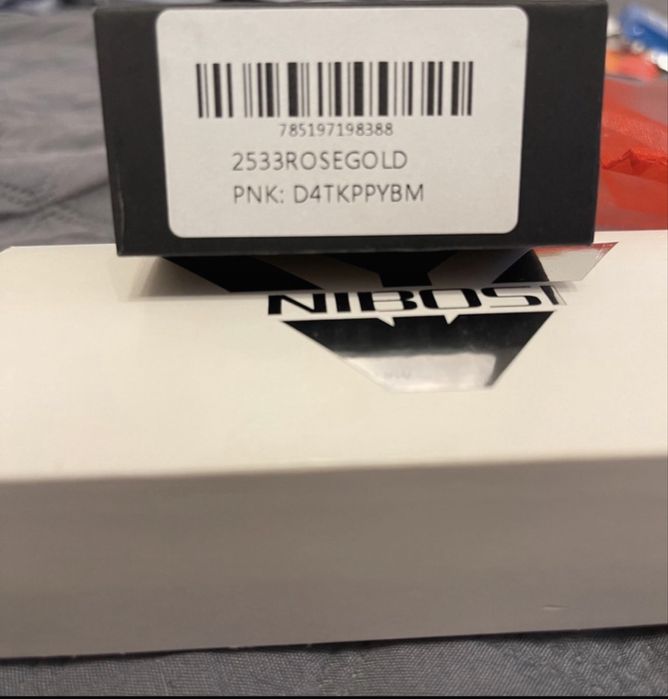 785197198388
2533ROSEGOLD
PNK: D4TKPPYBM
NIBOSI